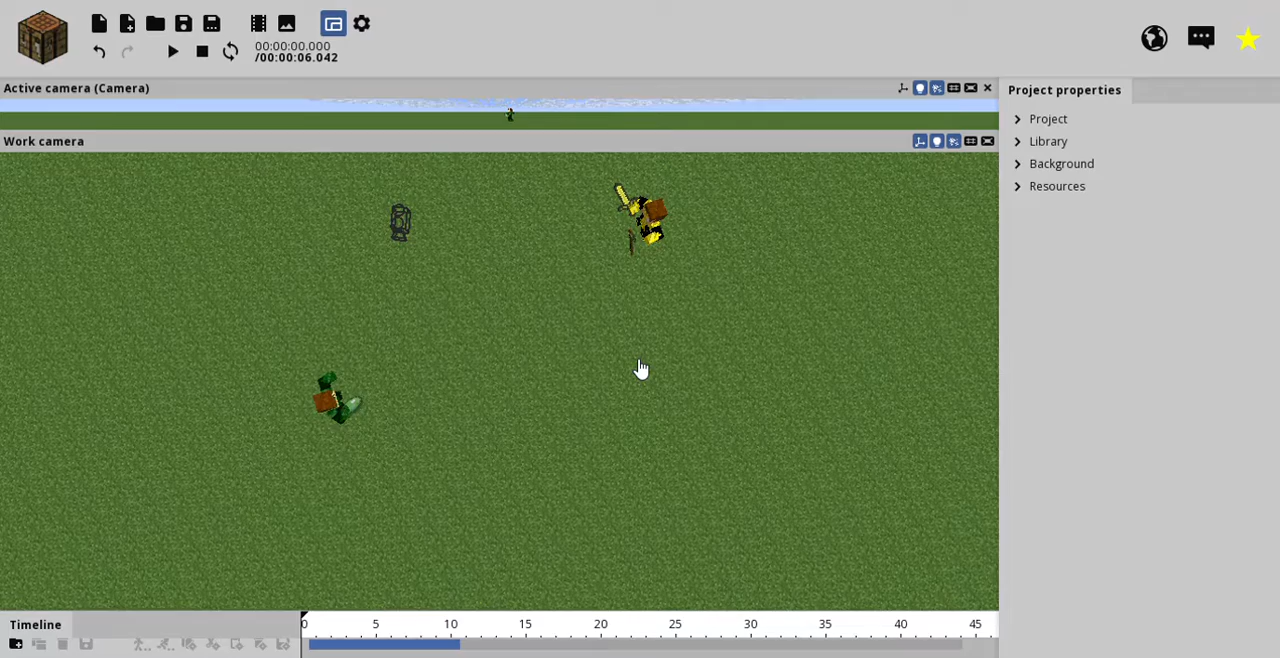 00:00:00.000
/00:00:06.042
Active camera (Camera)
Project properties
Project
Work camera
Library
Background
Resources
Timeline
0 5 10 15 20 25 30 35 40 45